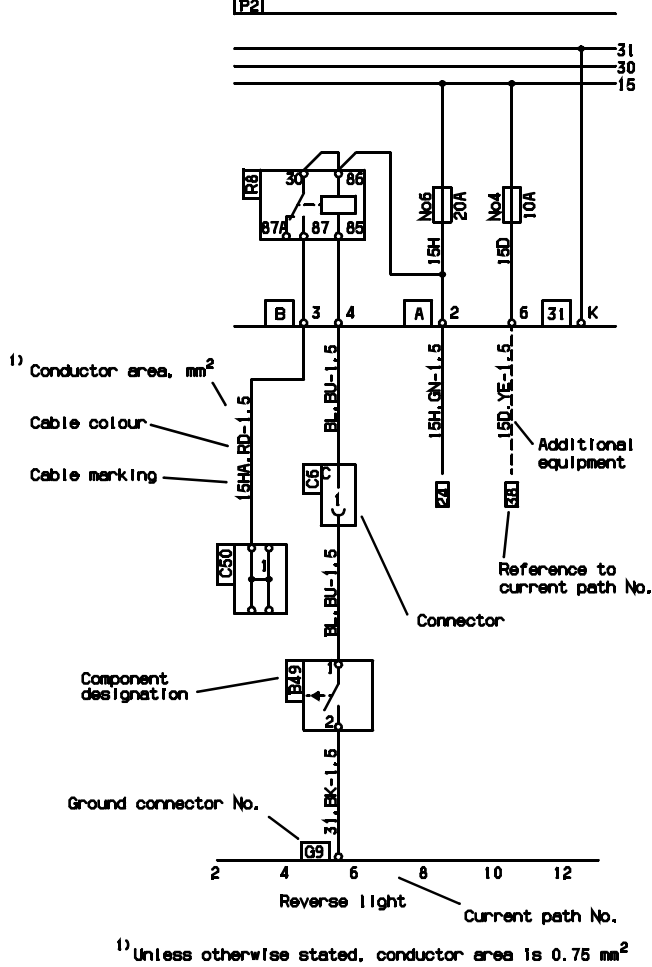 P2
31
30
15
R8
30
86
87A
87
85
No6
20A
No4
10A
15H
15D
B
3
4
A
2
6
31
K
1) Conductor area, mm2
Cable colour
Cable marking
15HA.RD-1.5
BL.BU-1.5
15H.GN-1.5
15D.YE-1.5
Additional
equipment
24
38
Reference to
current path No.
C6
C
1
Connector
C50
1
BL.BU-1.5
Component
designation
B49
1
2
31.BK-1.5
Ground connector No.
G9
2 4 6 8 10 12
Reverse light
Current path No.
1) Unless otherwise stated, conductor area is 0.75 mm2